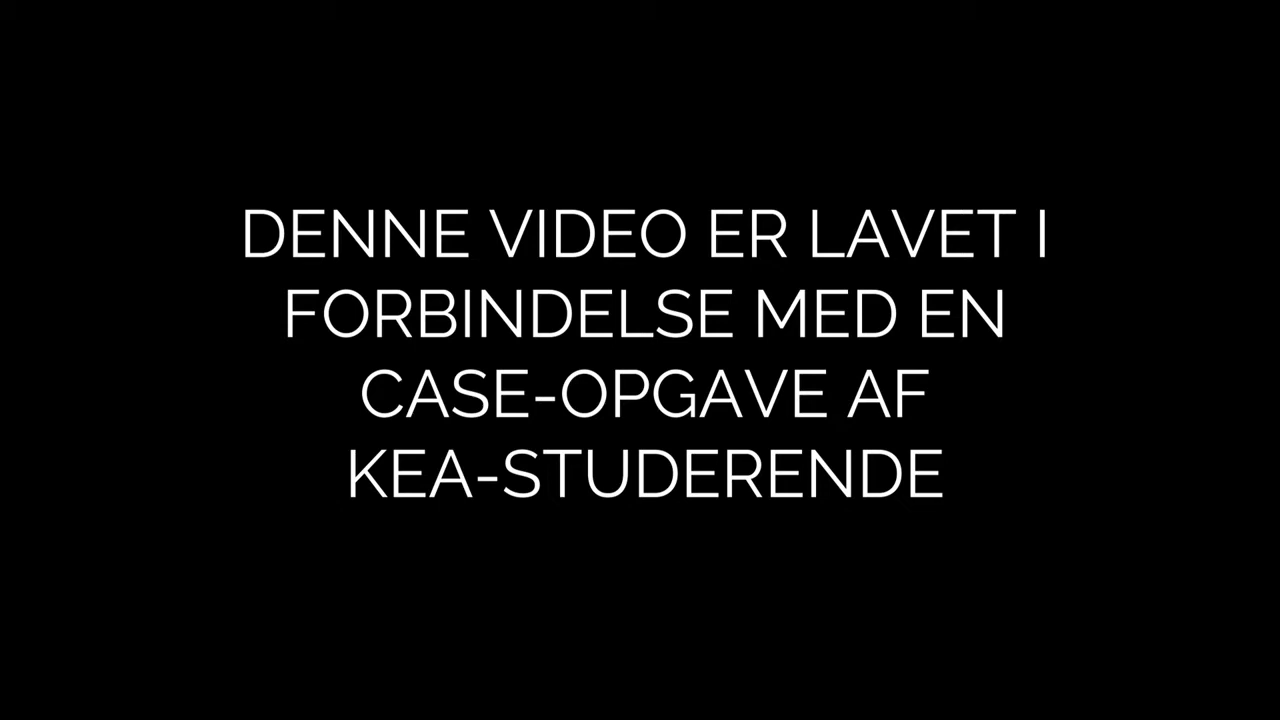 DENNE VIDEO ER LAVET I
FORBINDELSE MED EN
CASE-OPGAVE AF
KEA-STUDERENDE